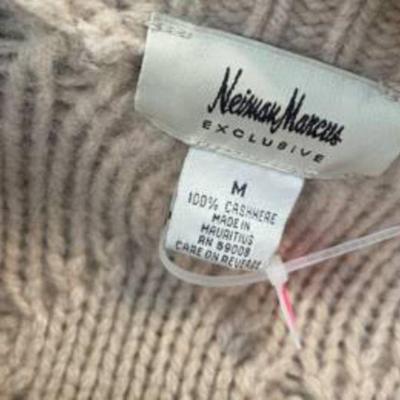 Neiman Marcus
EXCLUSIVE
M
100% CASHMERE
MADE IN
MAURITIUS
RN 59009
CARE ON REVERSE